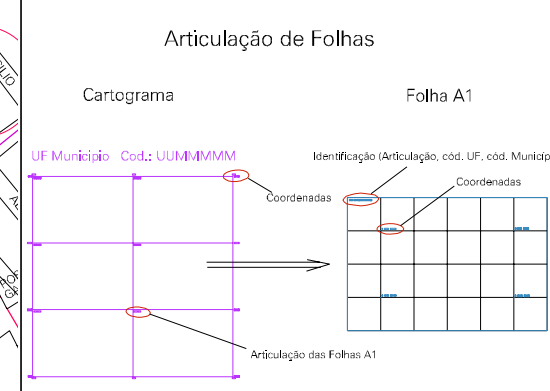 Articulação de Folhas
Cartograma
Folha A1
UF Municipio Cod.: UUMMMMM
Identificação (Articulação, cód. UF, cód. Municíp
Coordenadas
Coordenadas
Articulação das Folhas A1